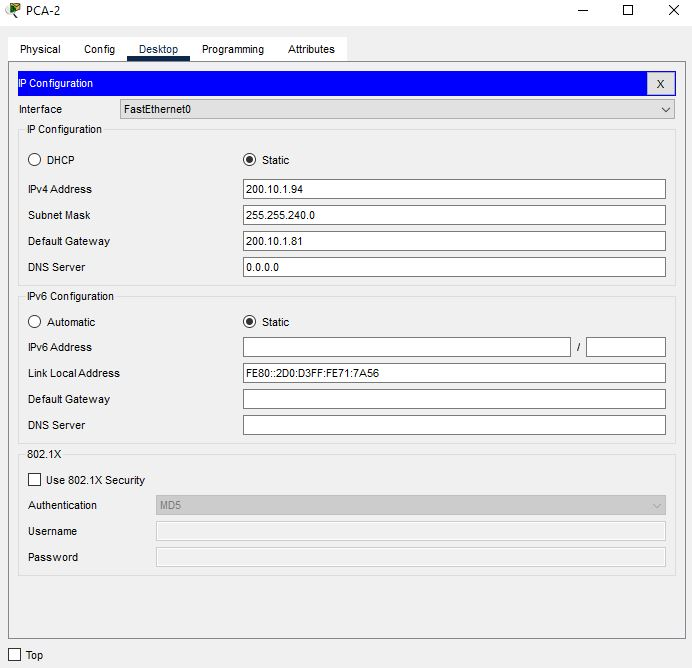 PCA-2
Physical Config Desktop Programming Attributes
IP Configuration X
Interface FastEthernet0
IP Configuration
DHCP Static
IPv4 Address 200.10.1.94
Subnet Mask 255.255.240.0
Default Gateway 200.10.1.81
DNS Server 0.0.0.0
IPv6 Configuration
Automatic Static
IPv6 Address /
Link Local Address FE80::2D0:D3FF:FE71:7A56
Default Gateway
DNS Server
802.1X
Use 802.1X Security
Authentication MD5
Username
Password
Top